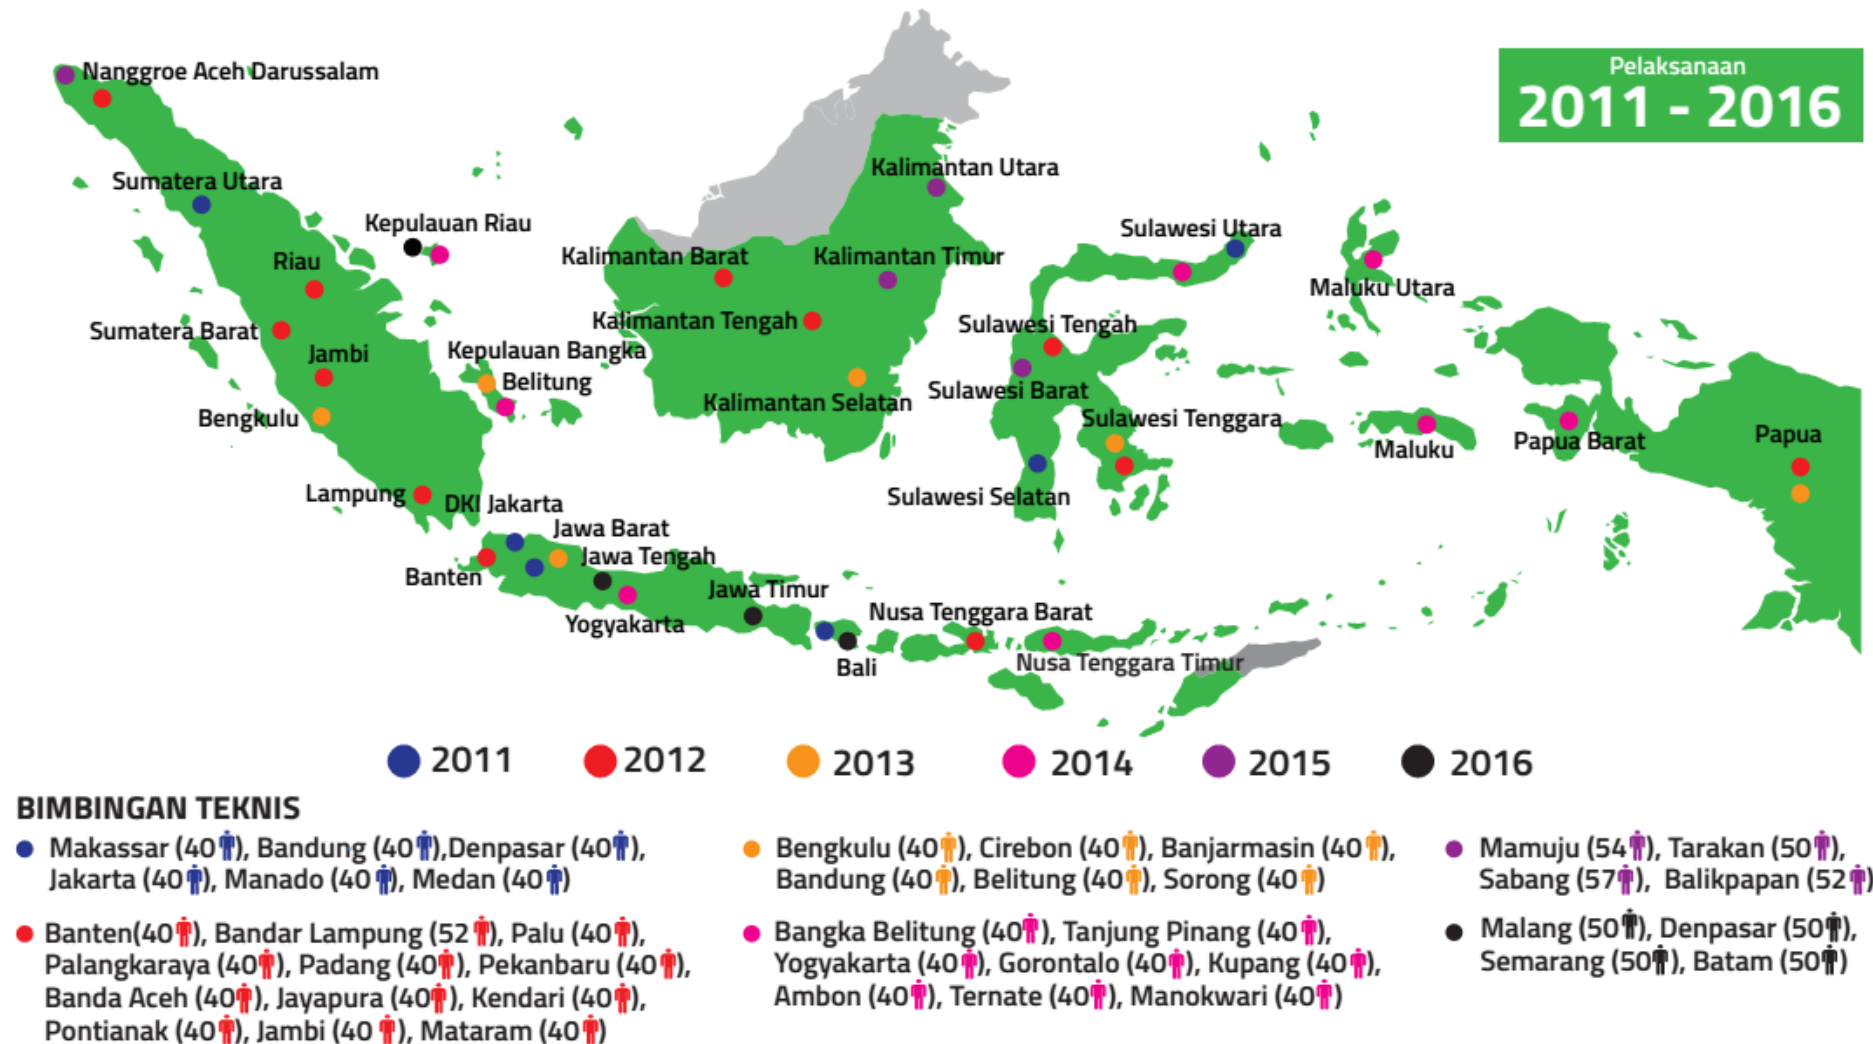 Pelaksanaan
2011 - 2016
Nanggroe Aceh Darussalam
Sumatera Utara
Kepulauan Riau
Riau
Sumatera Barat
Jambi
Bengkulu
Kepulauan Bangka
Belitung
Lampung
DKI Jakarta
Jawa Barat
Banten
Jawa Tengah
Yogyakarta
Jawa Timur
Bali
Nusa Tenggara Barat
Nusa Tenggara Timur
Kalimantan Utara
Kalimantan Barat
Kalimantan Timur
Kalimantan Tengah
Kalimantan Selatan
Sulawesi Utara
Sulawesi Tengah
Sulawesi Barat
Sulawesi Tenggara
Sulawesi Selatan
Maluku Utara
Maluku
Papua Barat
Papua
2011
2012
2013
2014
2015
2016
BIMBINGAN TEKNIS
Makassar (40), Bandung (40),Denpasar (40),
Jakarta (40), Manado (40), Medan (40)
Banten(40), Bandar Lampung (52), Palu (40),
Palangkaraya (40), Padang (40), Pekanbaru (40),
Banda Aceh (40), Jayapura (40), Kendari (40),
Pontianak (40), Jambi (40), Mataram (40)
Bengkulu (40), Cirebon (40), Banjarmasin (40),
Bandung (40), Belitung (40), Sorong (40)
Bangka Belitung (40), Tanjung Pinang (40),
Yogyakarta (40), Gorontalo (40), Kupang (40),
Ambon (40), Ternate (40), Manokwari (40)
Mamuju (54), Tarakan (50),
Sabang (57), Balikpapan (52)
Malang (50), Denpasar (50),
Semarang (50), Batam (50)